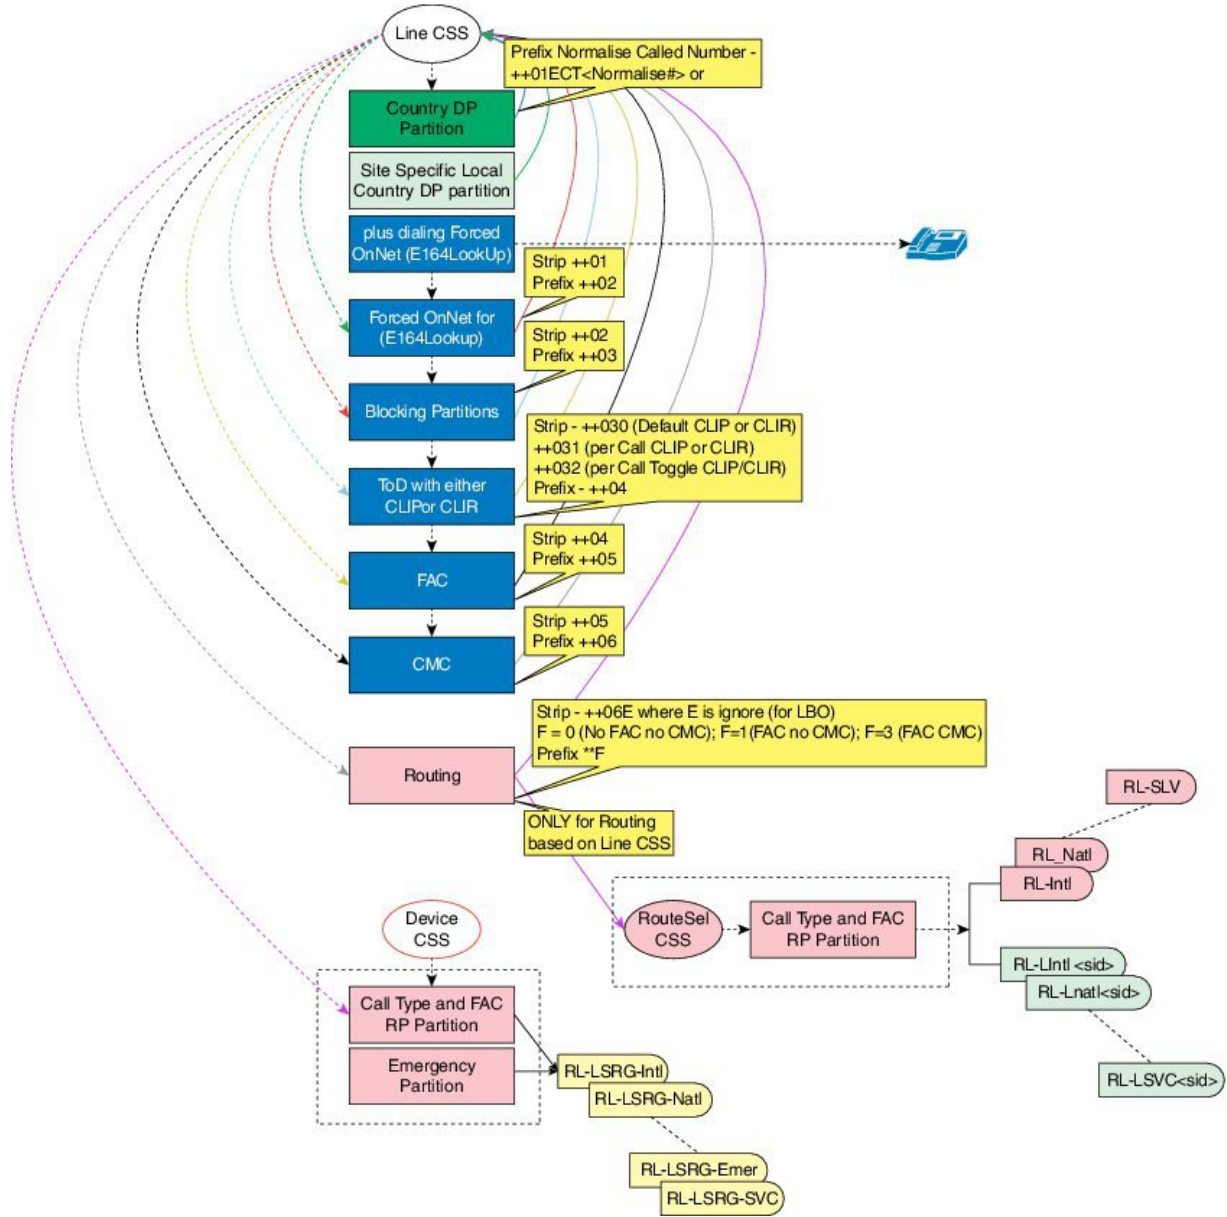 Line CSS
Prefix Normalise Called Number -
++01ECT<Normalise#> or
Country DP
Partition
Site Specific Local
Country DP partition
plus dialing Forced
OnNet (E164LookUp)
Strip ++01
Prefix ++02
Forced OnNet for
(E164Lookup)
Strip ++02
Prefix ++03
Blocking Partitions
Strip - ++030 (Default CLIP or CLIR)
++031 (per Call CLIP or CLIR)
++032 (per Call Toggle CLIP/CLIR)
Prefix - ++04
ToD with either
CLIPor CLIR
Strip ++04
Prefix ++05
FAC
Strip ++05
Prefix ++06
CMC
Strip - ++06E where E is ignore (for LBO)
F = 0 (No FAC no CMC); F=1(FAC no CMC); F=3 (FAC CMC)
Prefix **F
Routing
ONLY for Routing
based on Line CSS
RL-SLV
RL_Natl
RL-Intl
RouteSel
CSS
Call Type and FAC
RP Partition
RL-LIntl <sid>
RL-Lnatl<sid>
RL-LSVC<sid>
Device
CSS
Call Type and FAC
RP Partition
Emergency
Partition
RL-LSRG-Intl
RL-LSRG-Natl
RL-LSRG-Emer
RL-LSRG-SVC